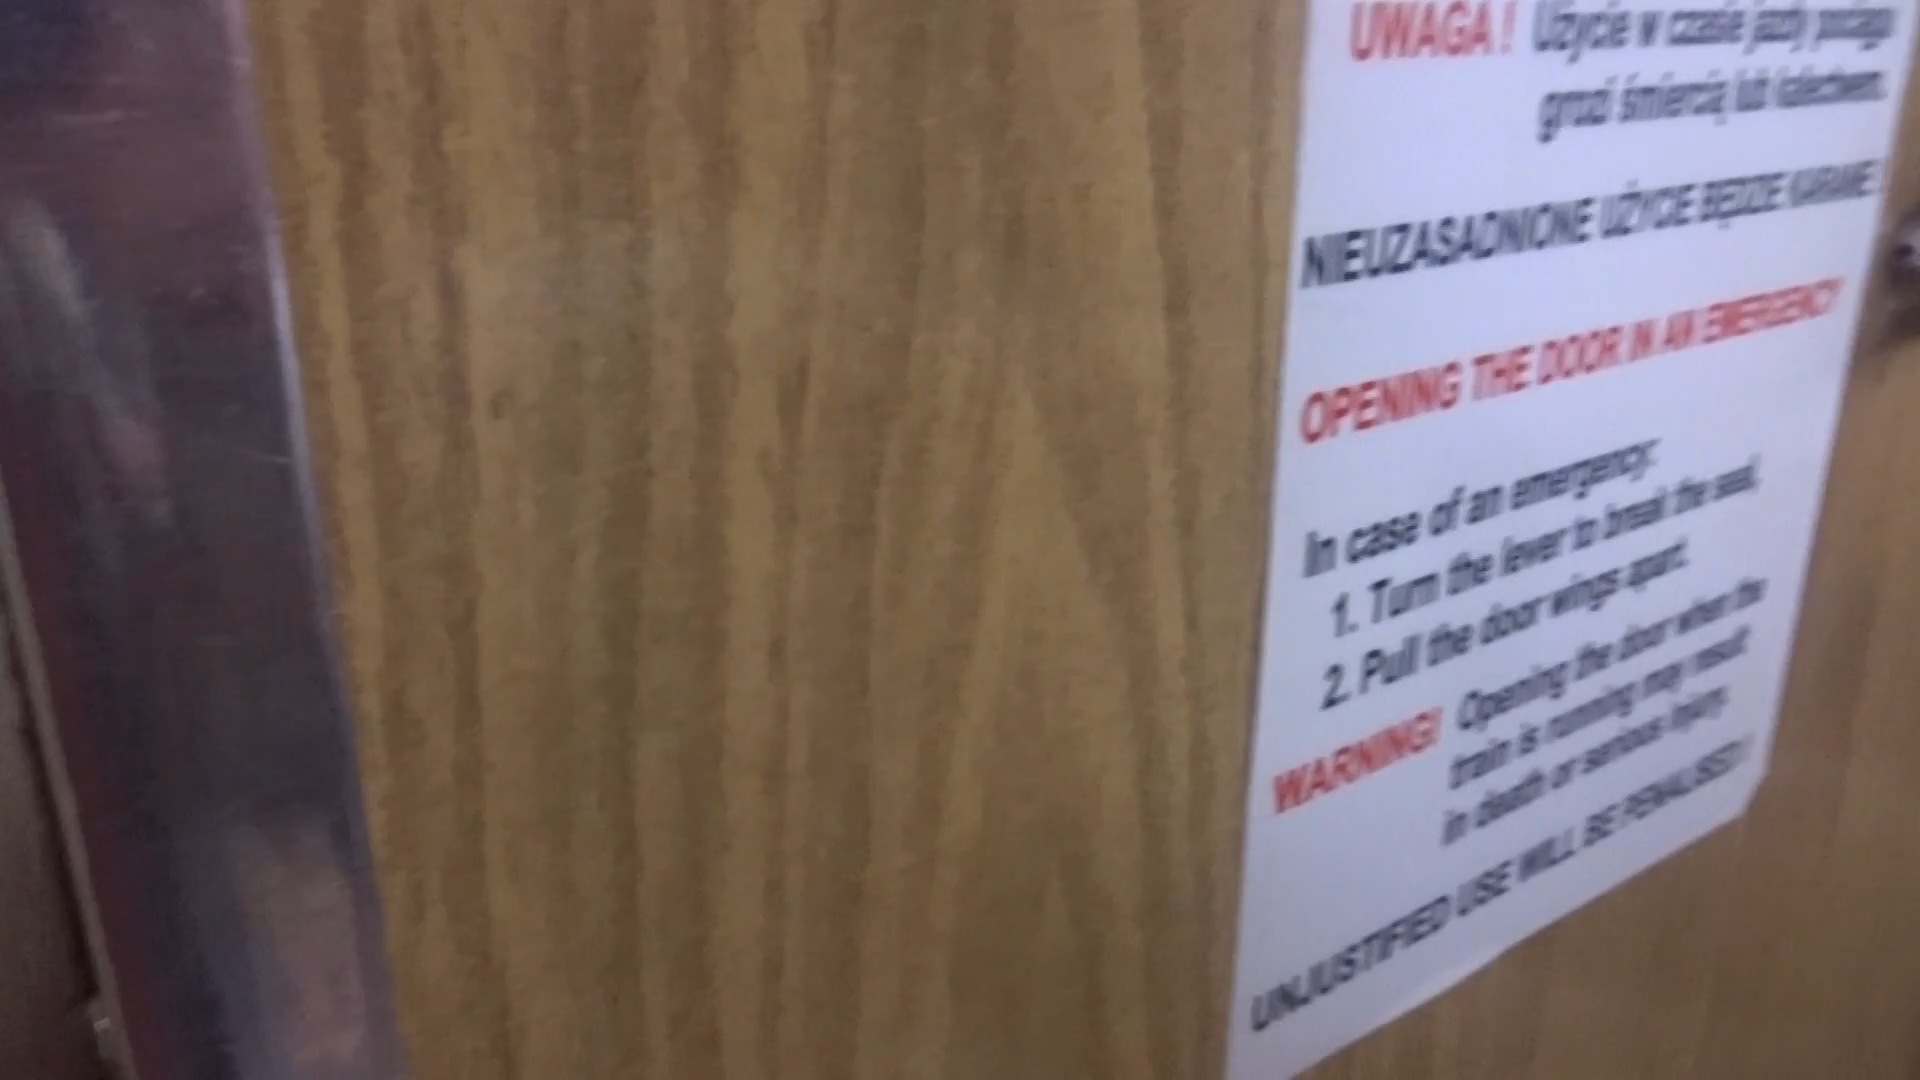 UWAGA! Użycie w czasie jazdy pociągu
grozi śmiercią lub kalectwem.
NIEUZASADNIONE UŻYCIE BĘDZIE KARANE!
OPENING THE DOOR IN AN EMERGENCY
In case of an emergency:
1. Turn the lever to break the seal.
2. Pull the door wings apart.
WARNING! Opening the door when the
train is running may result
in death or serious injury.
UNJUSTIFIED USE WILL BE PENALISED!